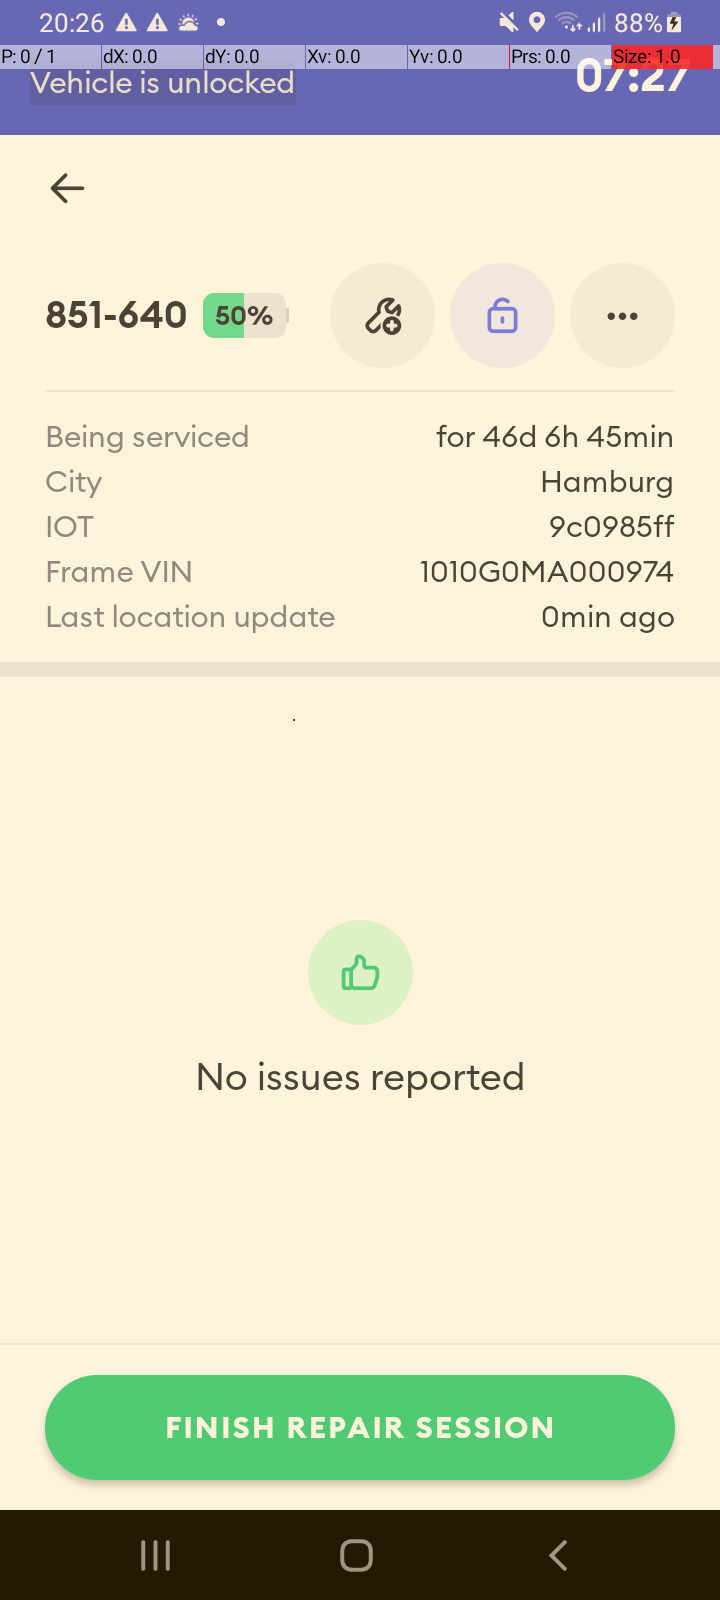 20:26
88%
P: 0 / 1 dX: 0.0 dY: 0.0 Xv: 0.0 Yv: 0.0 Prs: 0.0 Size: 1.0
Vehicle is unlocked 07:27
851-640 50%
Being serviced for 46d 6h 45min
City Hamburg
IOT 9c0985ff
Frame VIN 1010G0MA000974
Last location update 0min ago
No issues reported
FINISH REPAIR SESSION